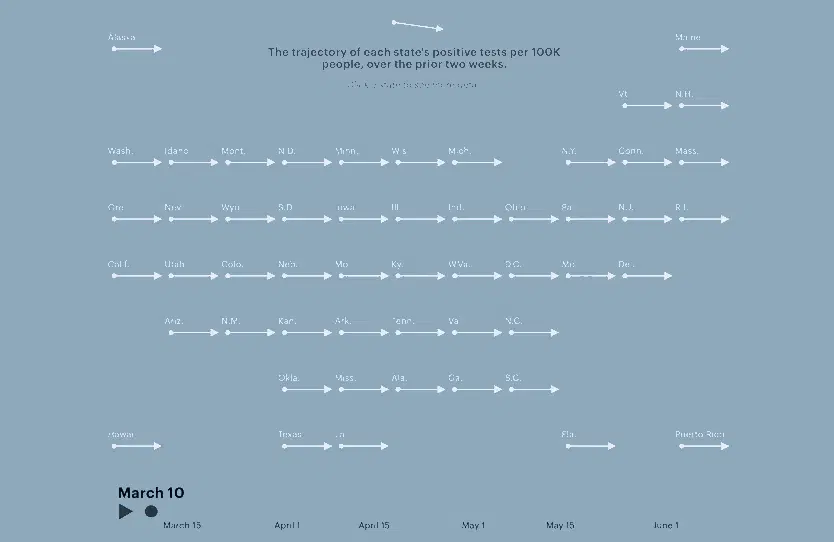 Alaska
Maine
The trajectory of each state's positive tests per 100K
people, over the prior two weeks.
Vt.
N.H.
Wash. Idaho Mont. N.D. Minn. Wis. Mich. N.Y. Conn. Mass.
Ore. Nev. Wyo. S.D. Iowa Ill. Ind. Ohio Pa. N.J. R.I.
Calif. Utah Colo. Neb. Mo. Ky. W.Va. D.C. Md. Del.
Ariz. N.M. Kan. Ark. Tenn. Va. N.C.
Okla. Miss. Ala. Ga. S.C.
Hawaii Texas La. Fla. Puerto Rico
March 10
March 15 April 1 April 15 May 1 May 15 June 1